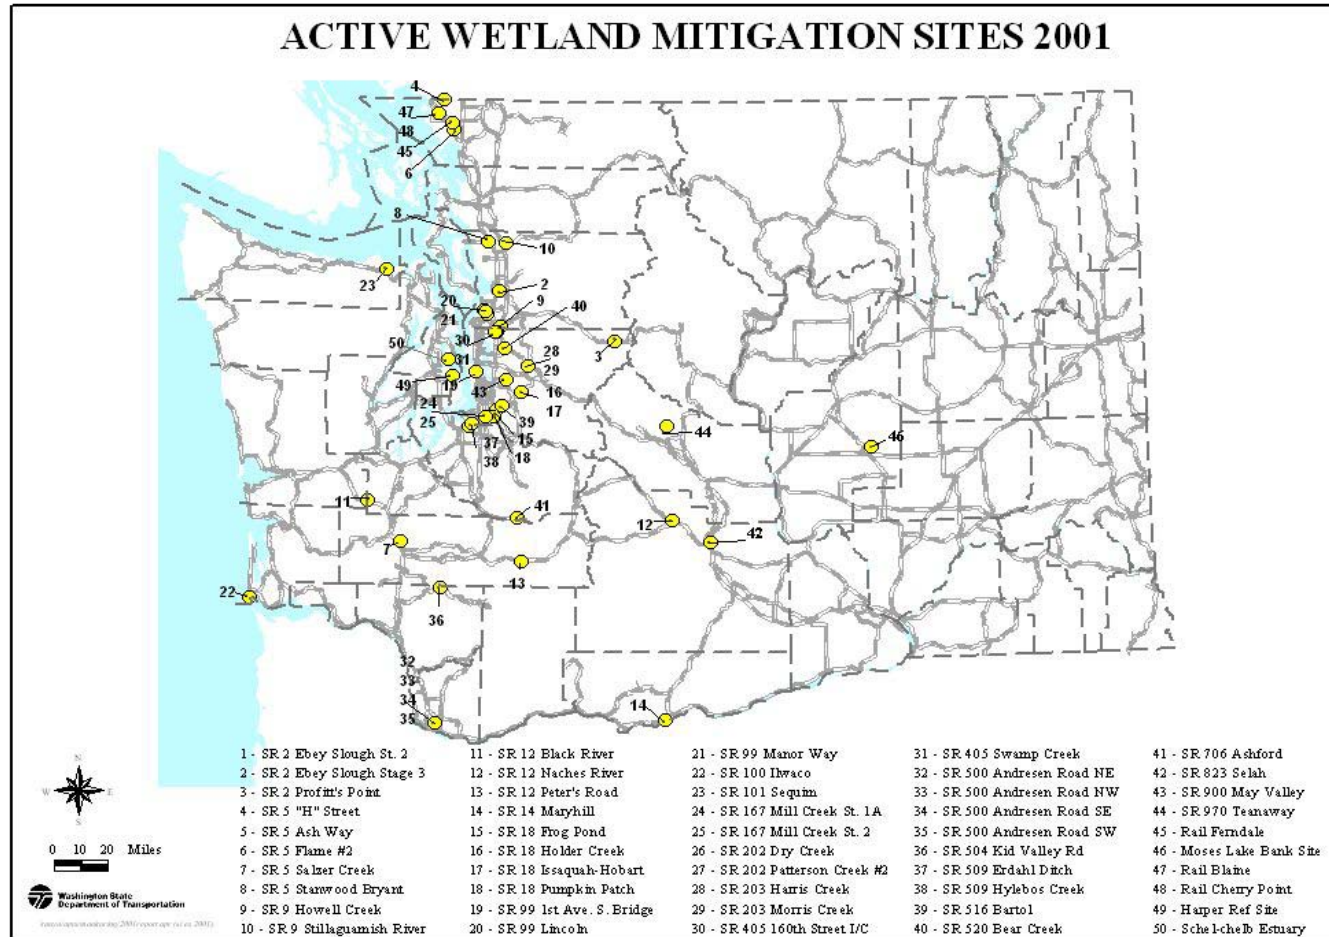 ACTIVE WETLAND MITIGATION SITES 2001
4
47
48
45
6
8
10
23
2
20
9
40
21
30
50
31
3
28
29
49
19
43
16
24
17
25
39
44
37
15
46
38
18
11
41
12
42
7
13
22
36
32
33
34
35
14
1 - SR 2 Ebey Slough St. 2
2 - SR 2 Ebey Slough Stage 3
3 - SR 2 Profitt's Point
4 - SR 5 "H" Street
5 - SR 5 Ash Way
6 - SR 5 Flame #2
7 - SR 5 Salzer Creek
8 - SR 5 Stanwood Bryant
9 - SR 9 Howell Creek
10 - SR 9 Stillaguamish River
11 - SR 12 Black River
12 - SR 12 Naches River
13 - SR 12 Peter's Road
14 - SR 14 Maryhill
15 - SR 18 Frog Pond
16 - SR 18 Holder Creek
17 - SR 18 Issaquah-Hobart
18 - SR 18 Pumpkin Patch
19 - SR 99 1st Ave. S. Bridge
20 - SR 99 Lincoln
21 - SR 99 Manor Way
22 - SR 100 Ilwaco
23 - SR 101 Sequim
24 - SR 167 Mill Creek St. 1A
25 - SR 167 Mill Creek St. 2
26 - SR 202 Dry Creek
27 - SR 202 Patterson Creek #2
28 - SR 203 Harris Creek
29 - SR 203 Morris Creek
30 - SR 405 160th Street I/C
31 - SR 405 Swamp Creek
32 - SR 500 Andresen Road NE
33 - SR 500 Andresen Road NW
34 - SR 500 Andresen Road SE
35 - SR 500 Andresen Road SW
36 - SR 504 Kid Valley Rd
37 - SR 509 Erdahl Ditch
38 - SR 509 Hylebos Creek
39 - SR 516 Bartol
40 - SR 520 Bear Creek
41 - SR 706 Ashford
42 - SR 823 Selah
43 - SR 900 May Valley
44 - SR 970 Teanaway
45 - Rail Ferndale
46 - Moses Lake Bank Site
47 - Rail Blaine
48 - Rail Cherry Point
49 - Harper Ref Site
50 - Schel-chelb Estuary
N
W E
S
0 10 20 Miles
Washington State
Department of Transportation